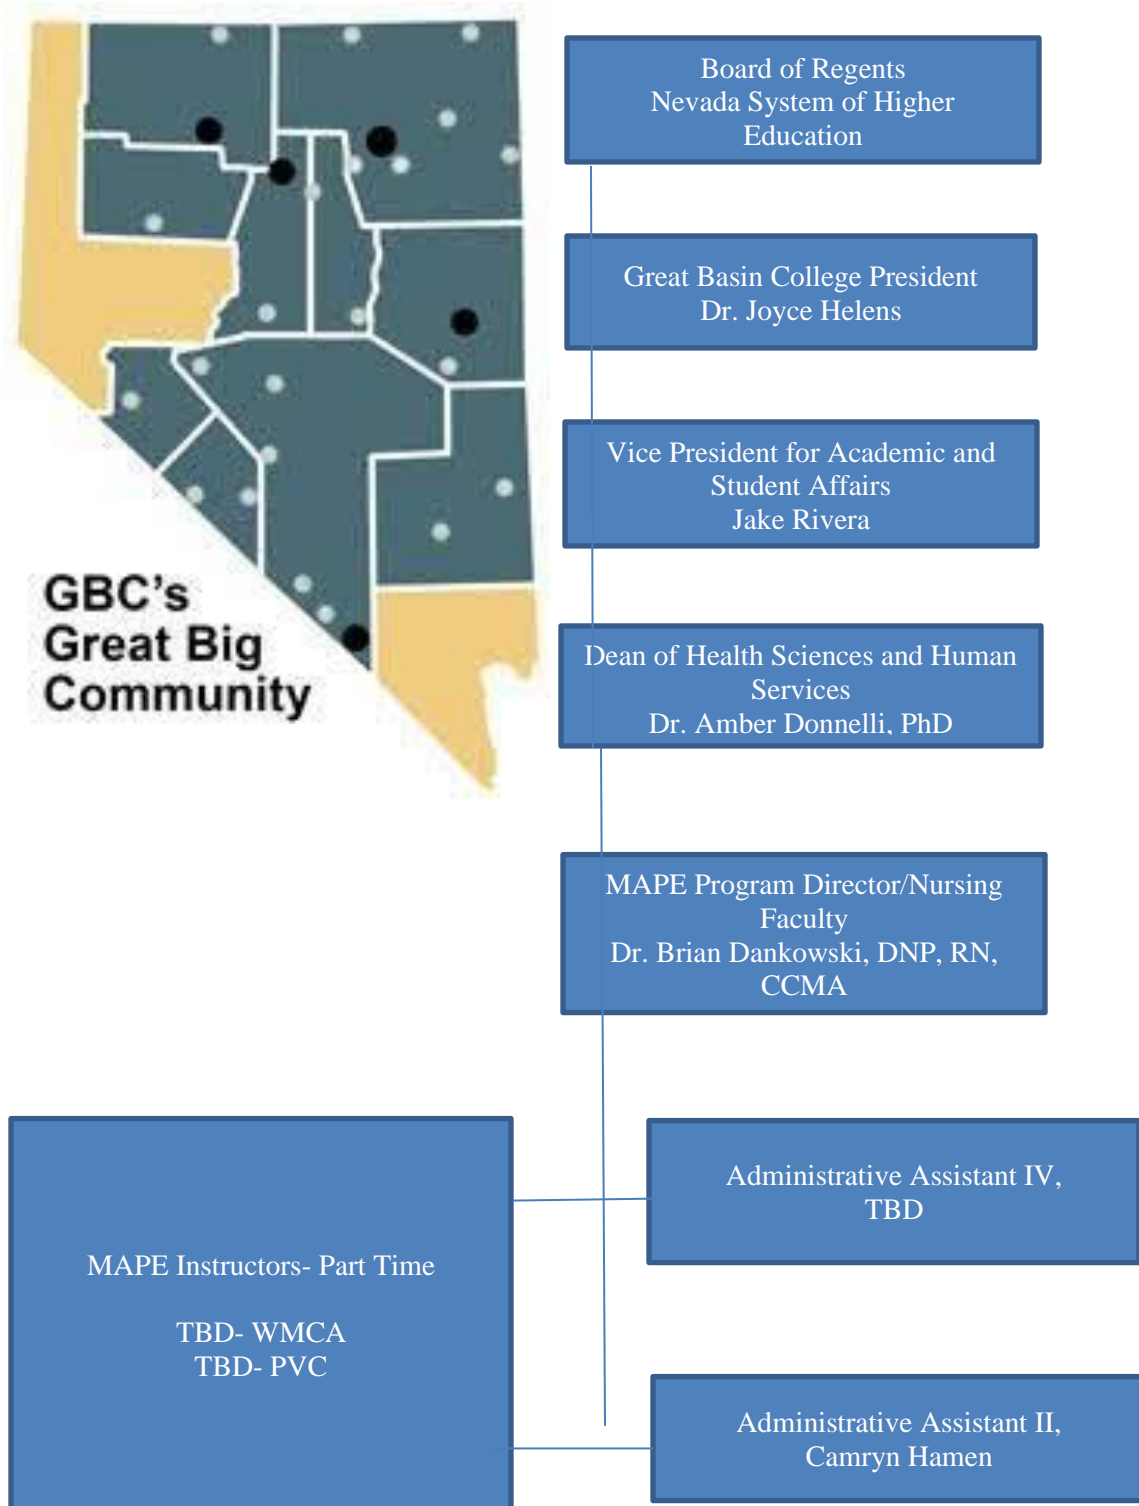 GBC's
Great Big
Community
Board of Regents
Nevada System of Higher
Education
Great Basin College President
Dr. Joyce Helens
Vice President for Academic and
Student Affairs
Jake Rivera
Dean of Health Sciences and Human
Services
Dr. Amber Donnelli, PhD
MAPE Program Director/Nursing
Faculty
Dr. Brian Dankowski, DNP, RN,
CCMA
MAPE Instructors- Part Time
TBD- WMCA
TBD- PVC
Administrative Assistant IV,
TBD
Administrative Assistant II,
Camryn Hamen